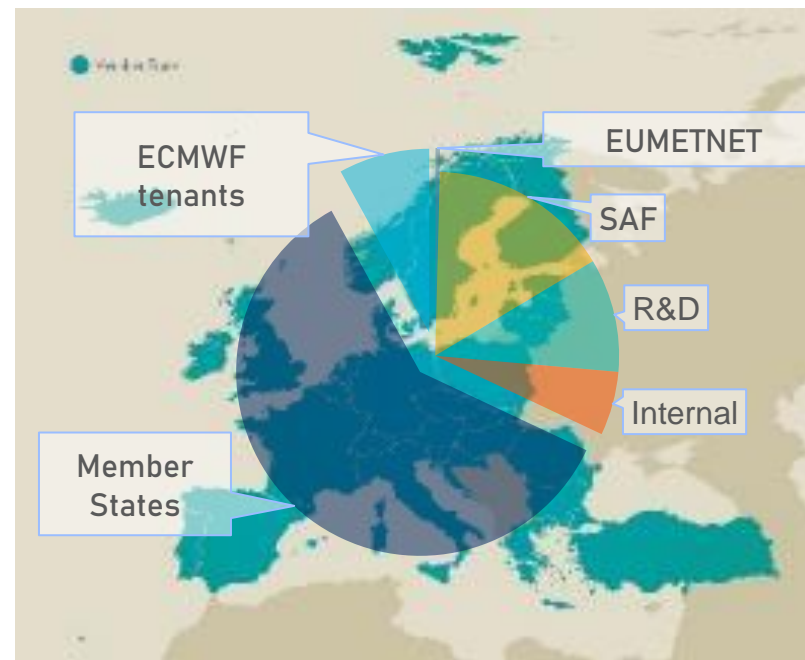 ECMWF
tenants
EUMETNET
SAF
R&D
Internal
Member
States